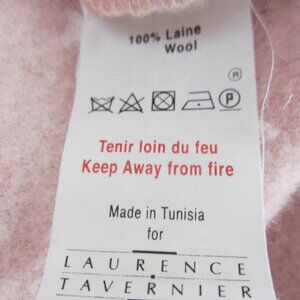 100% Laine
Wool
®
P
Tenir loin du feu
Keep Away from fire
Made in Tunisia
for
LAURENCE
TAVERNIER